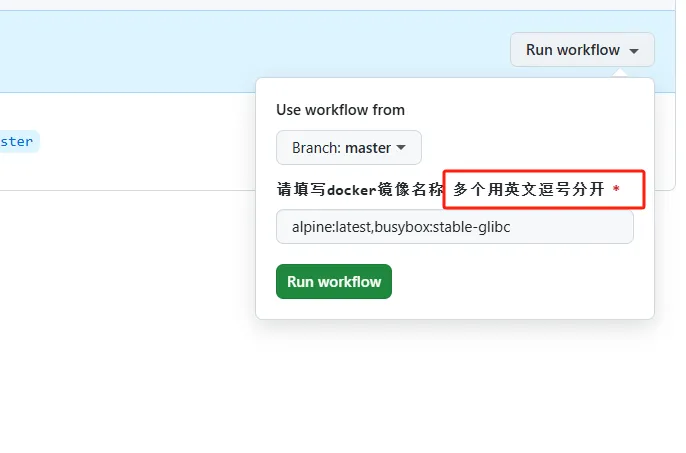 Run workflow
Use workflow from
ster
Branch: master
请填写docker镜像名称 多个用英文逗号分开 *
alpine:latest,busybox:stable-glibc
Run workflow